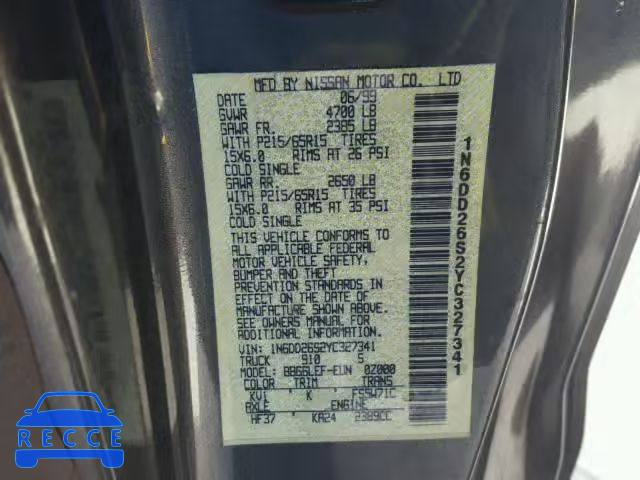 MFD BY NISSAN MOTOR CO. LTD
DATE 06/99
GVWR 4700 LB
GAWR FR. 2385 LB
WITH P215/65R15 TIRES
15X6.0 RIMS AT 26 PSI
COLD SINGLE
GAWR RR. 2650 LB
WITH P215/65R15 TIRES
15X6.0 RIMS AT 35 PSI
COLD SINGLE
THIS VEHICLE CONFORMS TO
ALL APPLICABLE FEDERAL
MOTOR VEHICLE SAFETY,
BUMPER AND THEFT
PREVENTION STANDARDS IN
EFFECT ON THE DATE OF
MANUFACTURE SHOWN ABOVE.
SEE OWNERS MANUAL FOR
ADDITIONAL INFORMATION.
VIN: 1N6DD26S2YC327341
TRUCK 910 5
MODEL: BBG6LEF-EUN 0Z000
COLOR TRIM TRANS
KV1 K FS5W71C
AXLE ENGINE
HF37 KA24 2389CC
1N6DD26S2YC327341
RECCE